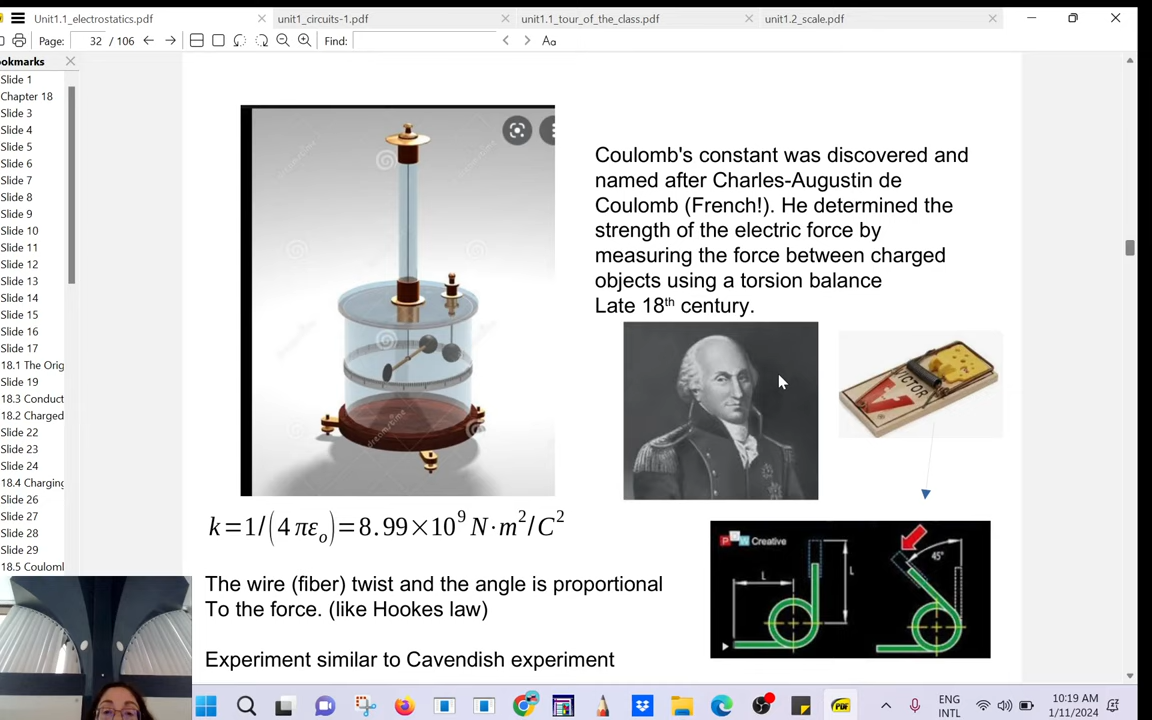 Unit1.1_electrostatics.pdf
unit1_circuits-1.pdf
unit1.1_tour_of_the_class.pdf
unit1.2_scale.pdf
Page: 32 / 106
Find:
Aa
ookmarks
Slide 1
Chapter 18
Slide 3
Slide 4
Slide 5
Slide 6
Slide 7
Slide 8
Slide 9
Slide 10
Slide 11
Slide 12
Slide 13
Slide 14
Slide 15
Slide 16
Slide 17
18.1 The Orig
Slide 19
18.3 Conduct
18.2 Charged
Slide 22
Slide 23
Slide 24
18.4 Charging
Slide 26
Slide 27
Slide 28
Slide 29
18.5 Couloml
Coulomb's constant was discovered and
named after Charles-Augustin de
Coulomb (French!). He determined the
strength of the electric force by
measuring the force between charged
objects using a torsion balance
Late 18th century.
VICTOR
k=1/(4πε₀)=8.99×10⁹ N·m²/C²
The wire (fiber) twist and the angle is proportional
To the force. (like Hookes law)
Experiment similar to Cavendish experiment
Creative
L
L
45°
ENG
INTL
10:19 AM
1/11/2024
PDF